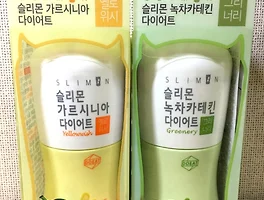 슬리몬
가르시니아
다이어트
옐로
위시
SLIMON
슬리몬
가르시니아
다이어트
Yellowish
슬리몬
녹차카테킨
다이어트
그리
너리
SLIMON
슬리몬
녹차카테킨
다이어트
Greenery